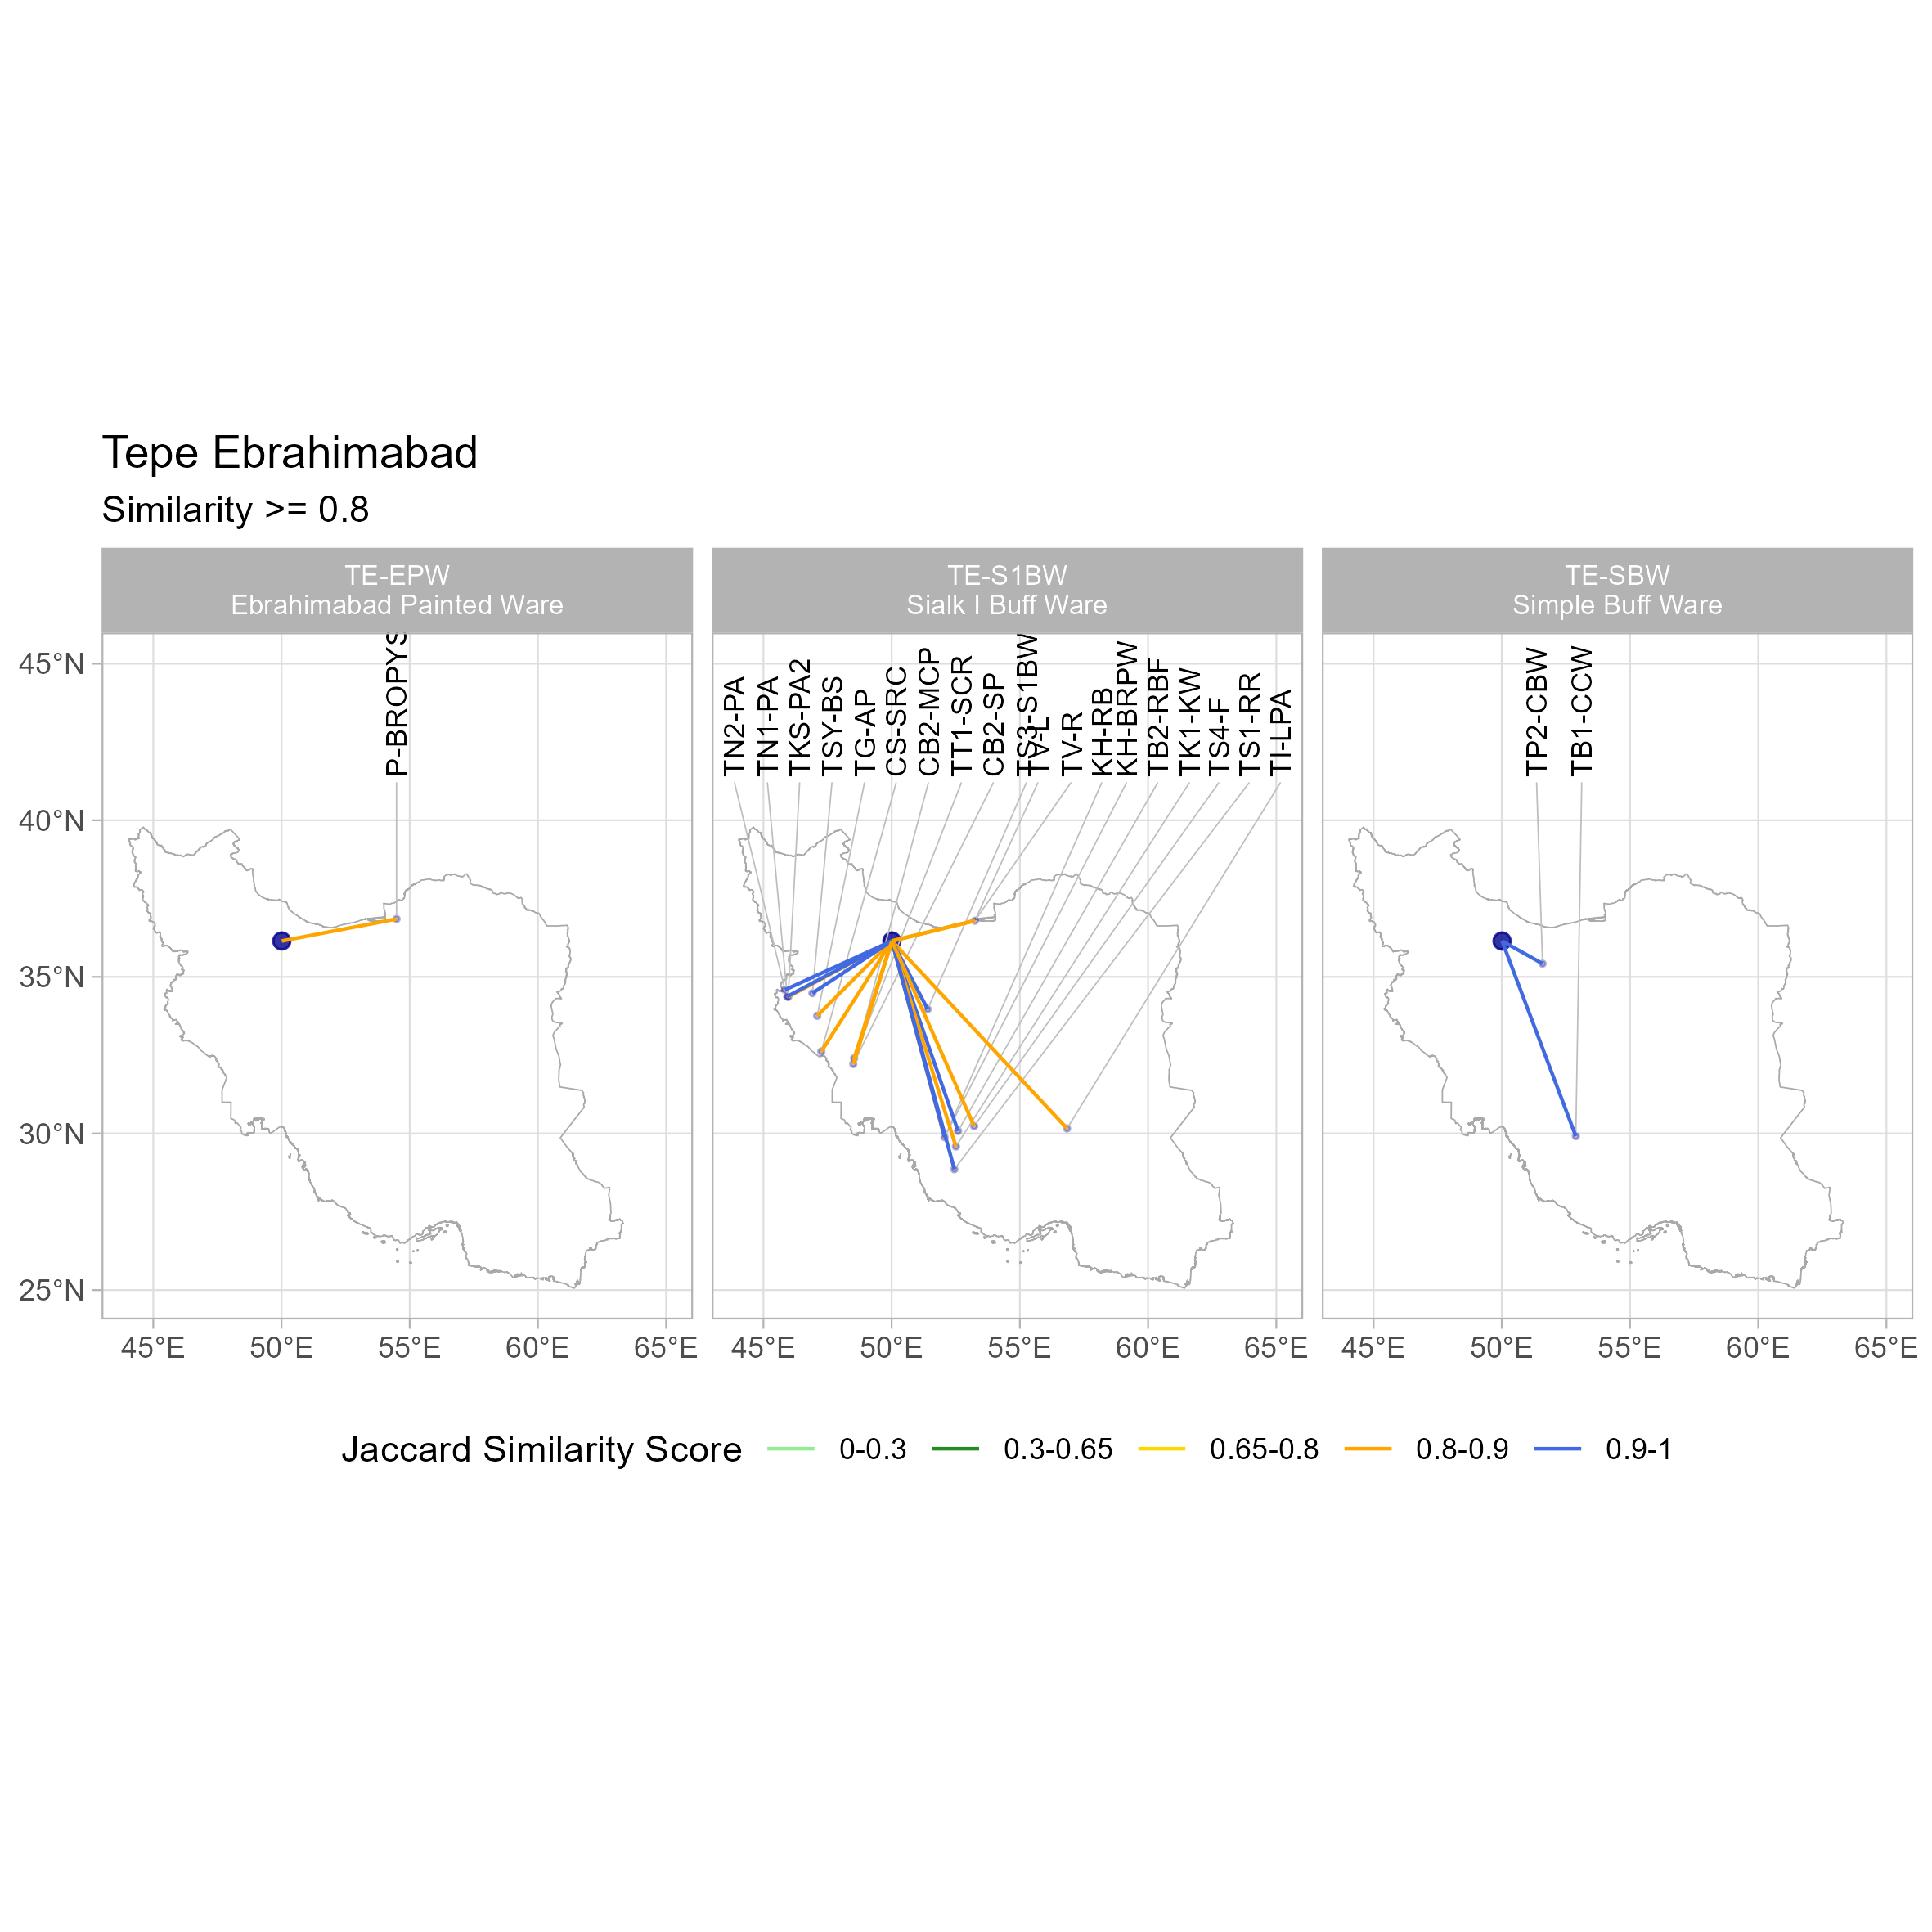 Tepe Ebrahimabad
Similarity >= 0.8
TE-EPW
Ebrahimabad Painted Ware
TE-S1BW
Sialk I Buff Ware
TE-SBW
Simple Buff Ware
P-BROPYS
TN2-PA
TN1-PA
TKS-PA2
TSY-BS
TG-AP
CS-SRC
CB2-MCP
TT1-SCR
CB2-SP
TS3-S1BW
TV-L
TV-R
KH-RB
KH-BRPW
TB2-RBF
TK1-KW
TS4-F
TS1-RR
TI-LPA
TP2-CBW
TB1-CCW
45°N
40°N
35°N
30°N
25°N
45°E 50°E 55°E 60°E 65°E
45°E 50°E 55°E 60°E 65°E
45°E 50°E 55°E 60°E 65°E
Jaccard Similarity Score 0-0.3 0.3-0.65 0.65-0.8 0.8-0.9 0.9-1